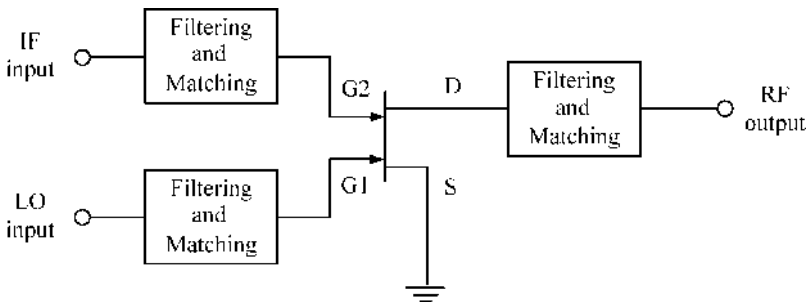 IF
input
Filtering
and
Matching
G2
D
Filtering
and
Matching
RF
output
LO
input
Filtering
and
Matching
G1
S